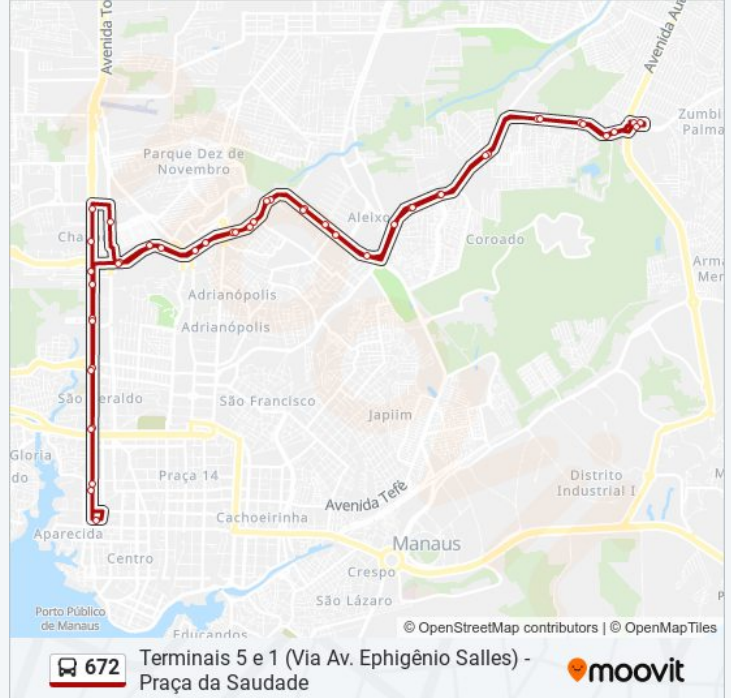 Avenida To
Avenida Aut
Zumbi
Palma
Parque Dez de
Novembro
Aleixo
Cha
Coroado
Arma
Mer
Adrianópolis
Adrianópolis
São Geraldo
São Francisco
Japiim
Gloria
do
Praça 14
Avenida Tefé
Distrito
Industrial I
M
Cachoeirinha
Aparecida
Manaus
Centro
Crespo
São Lázaro
P
Porto Público
de Manaus
Educandos
© OpenStreetMap contributors | © OpenMapTiles
672
Terminais 5 e 1 (Via Av. Ephigênio Salles) -
Praça da Saudade
moovit